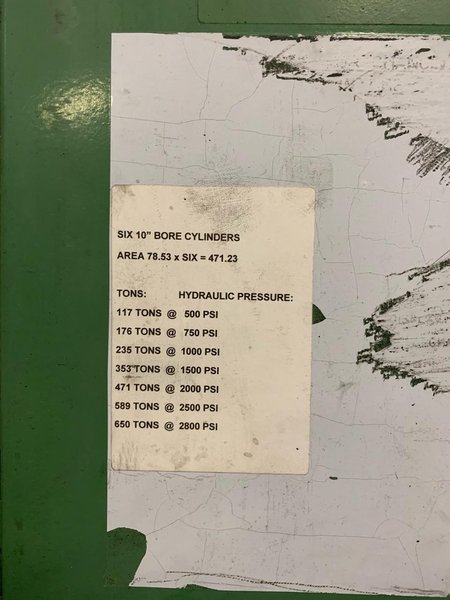 SIX 10" BORE CYLINDERS
AREA 78.53 x SIX = 471.23
TONS: HYDRAULIC PRESSURE:
117 TONS @ 500 PSI
176 TONS @ 750 PSI
235 TONS @ 1000 PSI
353 TONS @ 1500 PSI
471 TONS @ 2000 PSI
589 TONS @ 2500 PSI
650 TONS @ 2800 PSI